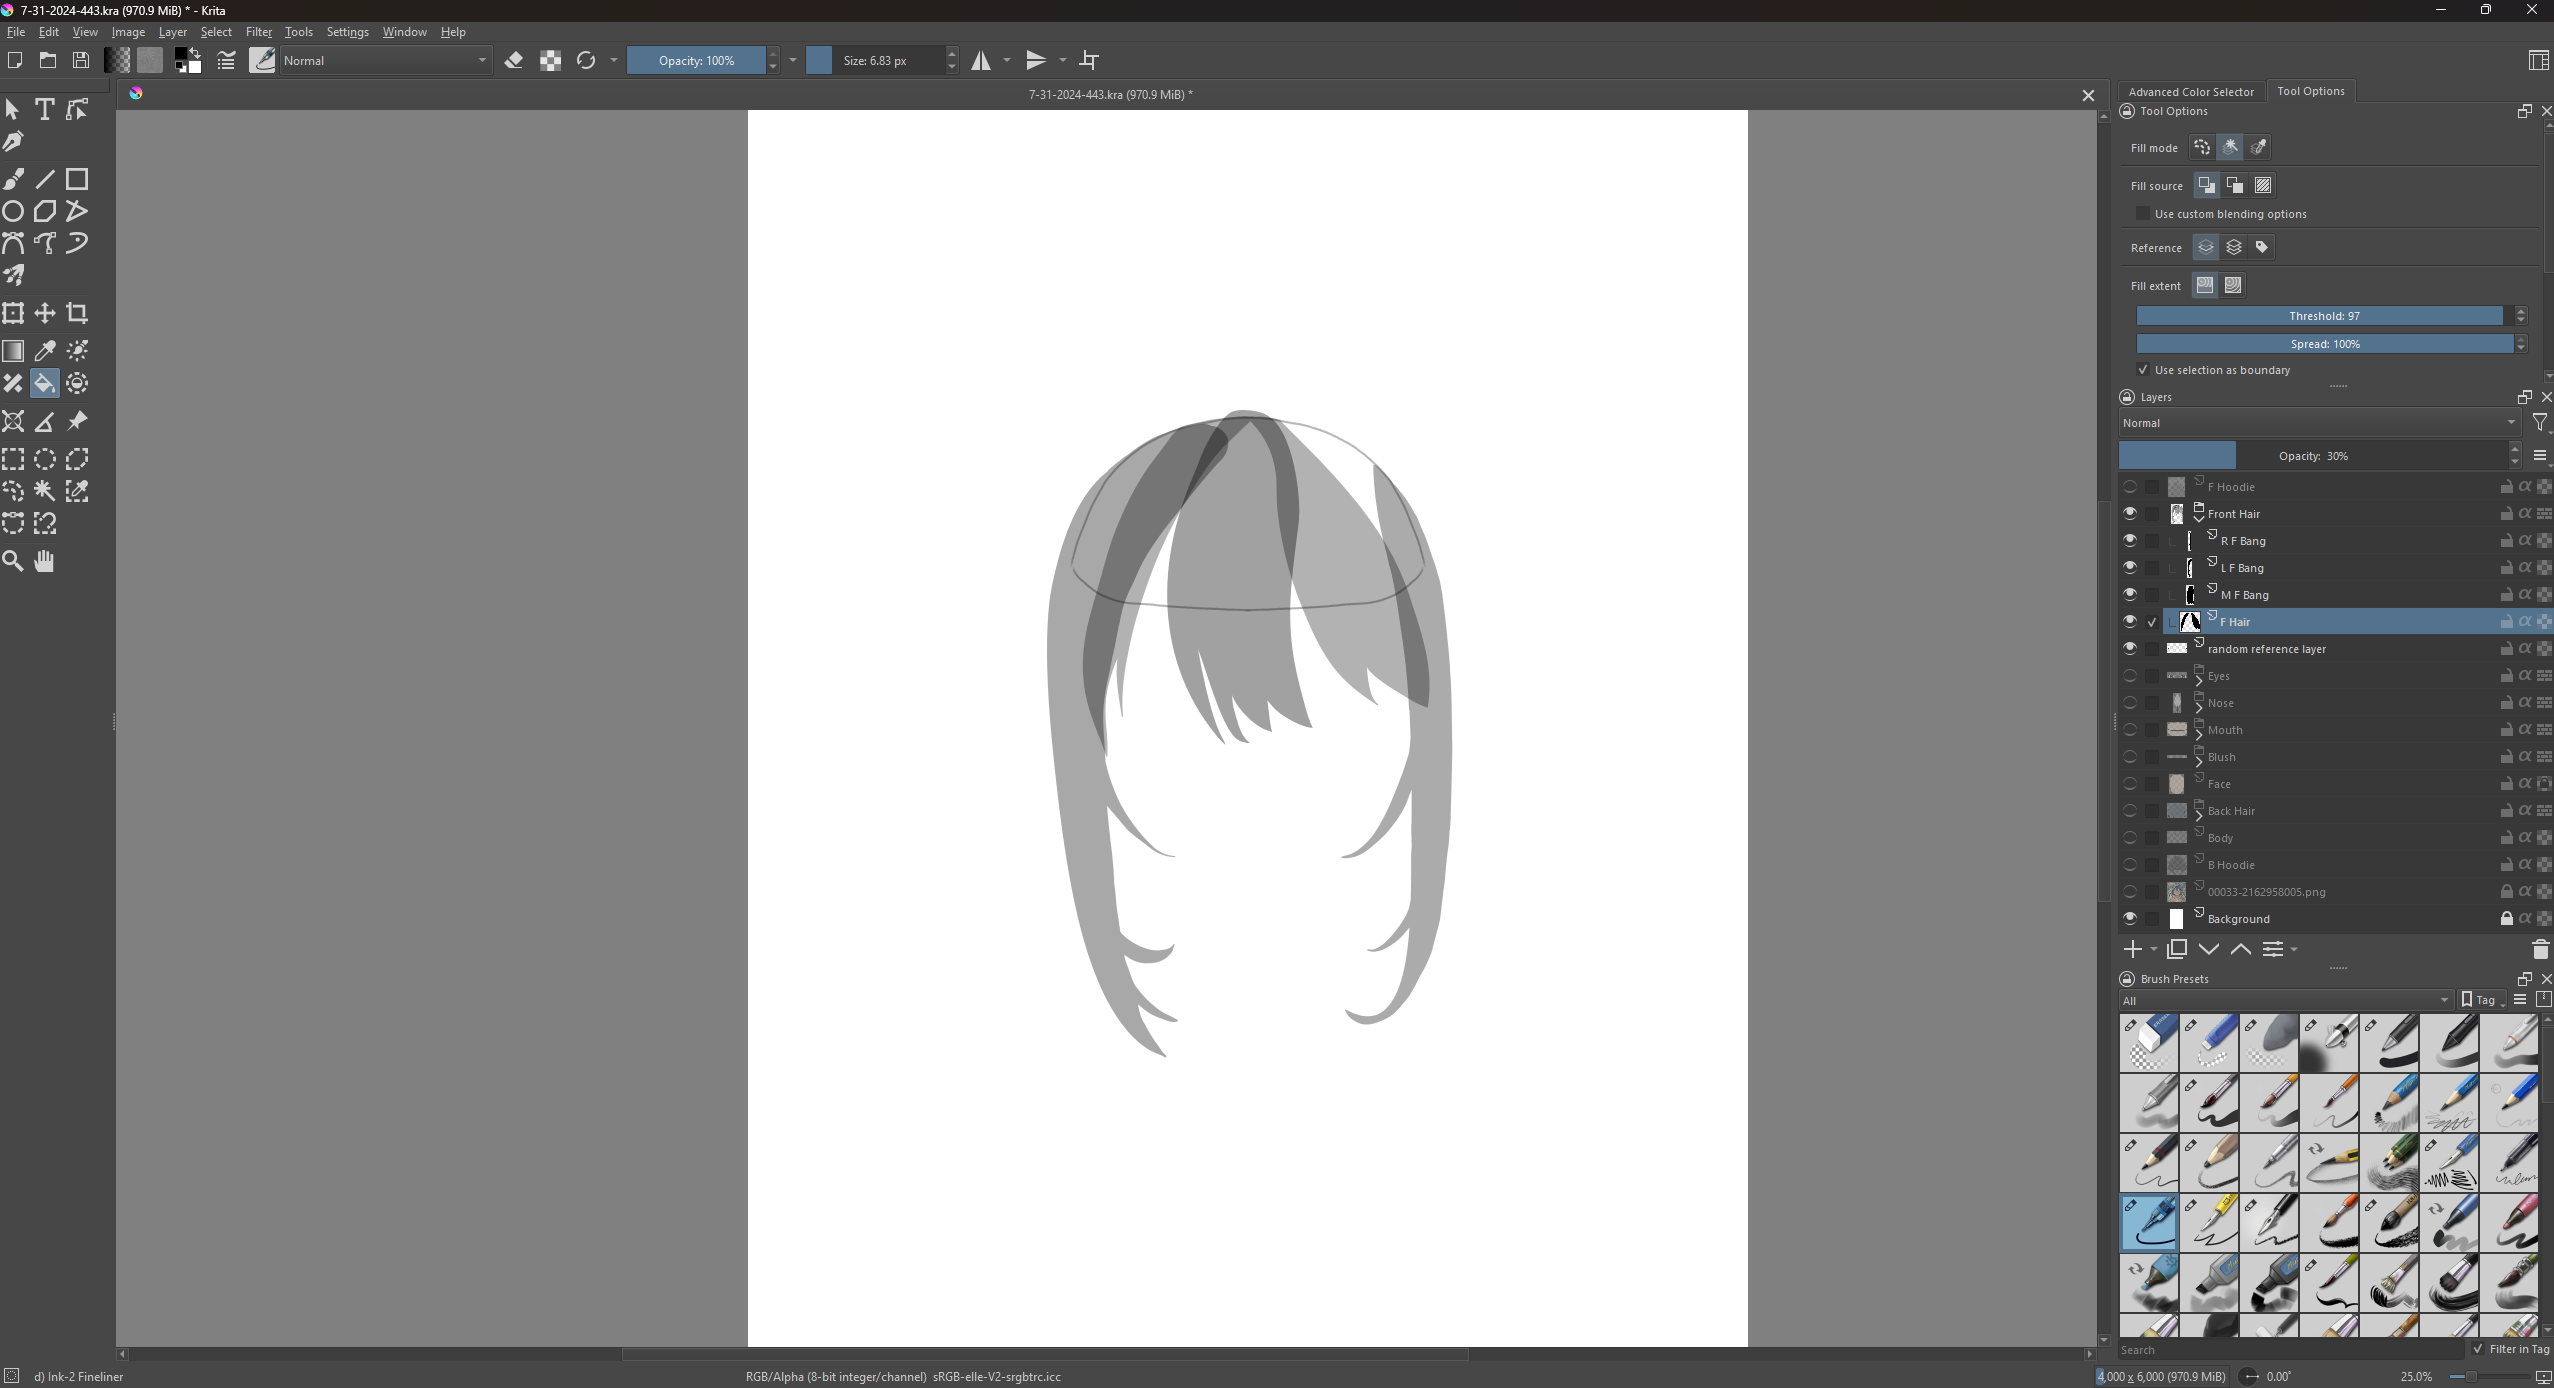 7-31-2024-443.kra (970.9 MiB) * - Krita
File Edit View Image Layer Select Filter Tools Settings Window Help
Normal
Opacity: 100%
Size: 6.83 px
7-31-2024-443.kra (970.9 MiB) *
Advanced Color Selector
Tool Options
Tool Options
Fill mode
Fill source
Use custom blending options
Reference
Fill extent
Threshold: 97
Spread: 100%
Use selection as boundary
Layers
Normal
Opacity: 30%
F Hoodie
Front Hair
R F Bang
L F Bang
M F Bang
F Hair
random reference layer
Eyes
Nose
Mouth
Blush
Face
Back Hair
Body
B Hoodie
00033-2162958005.png
Background
Brush Presets
All
Tag
Search
Filter in Tag
d) Ink-2 Fineliner
RGB/Alpha (8-bit integer/channel) sRGB-elle-V2-srgbtrc.icc
4,000 x 6,000 (970.9 MiB)
0.00°
25.0%